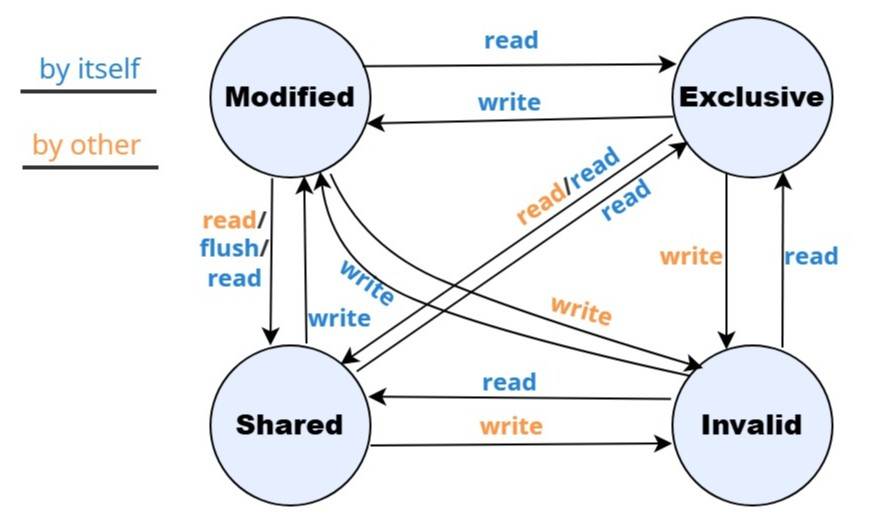 by itself
by other
Modified
Exclusive
Shared
Invalid
read
write
read/read
read
read/
flush/
read
write
write
write
write
read
read
write